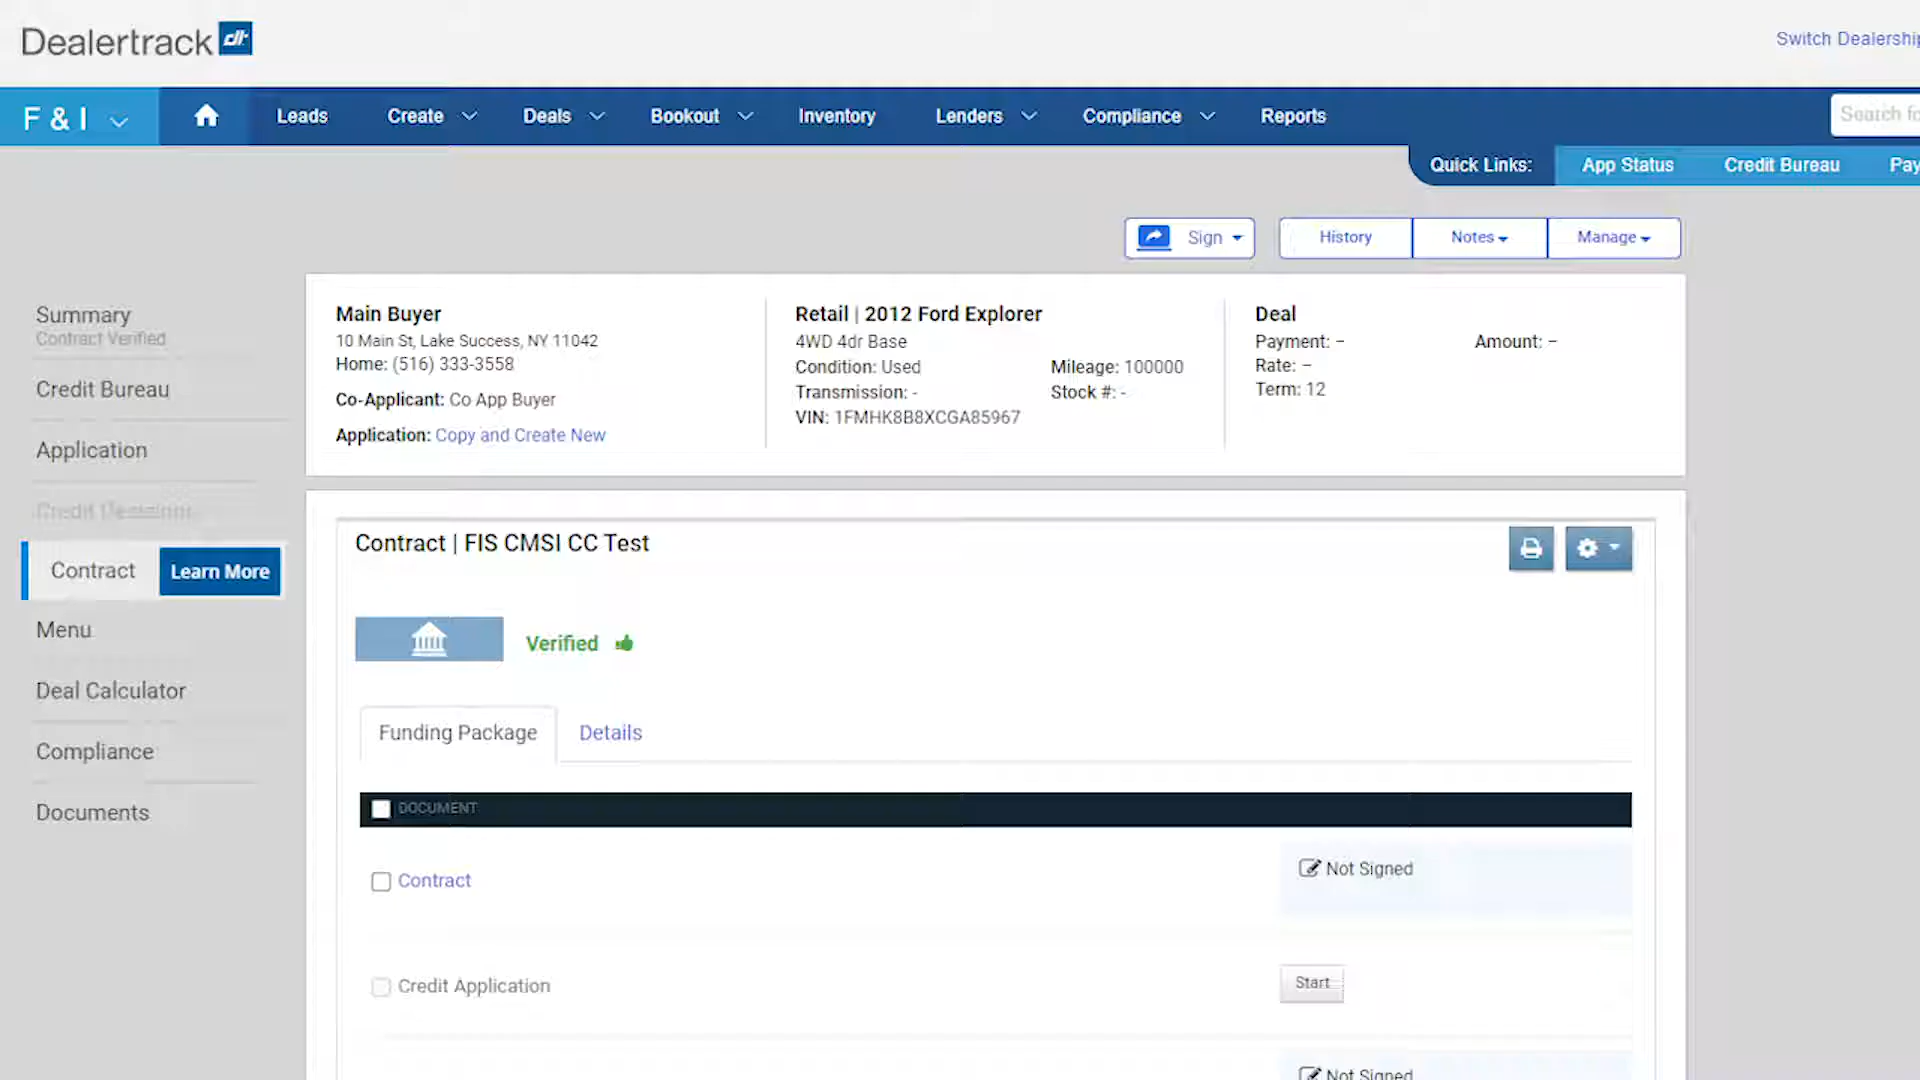 Dealertrack dt
Switch Dealership
F & I
Leads
Create
Deals
Bookout
Inventory
Lenders
Compliance
Reports
Search fo
Quick Links:
App Status
Credit Bureau
Pay
Sign
History
Notes
Manage
Summary
Contract Verified
Credit Bureau
Application
Credit Decisions
Contract
Learn More
Menu
Deal Calculator
Compliance
Documents
Main Buyer
10 Main St, Lake Success, NY 11042
Home: (516) 333-3558
Co-Applicant: Co App Buyer
Application: Copy and Create New
Retail | 2012 Ford Explorer
4WD 4dr Base
Condition: Used
Mileage: 100000
Transmission: -
Stock #: -
VIN: 1FMHK8B8XCGA85967
Deal
Payment: –
Amount: –
Rate: –
Term: 12
Contract | FIS CMSI CC Test
Verified
Funding Package
Details
DOCUMENT
Contract
Not Signed
Credit Application
Start
Not Signed